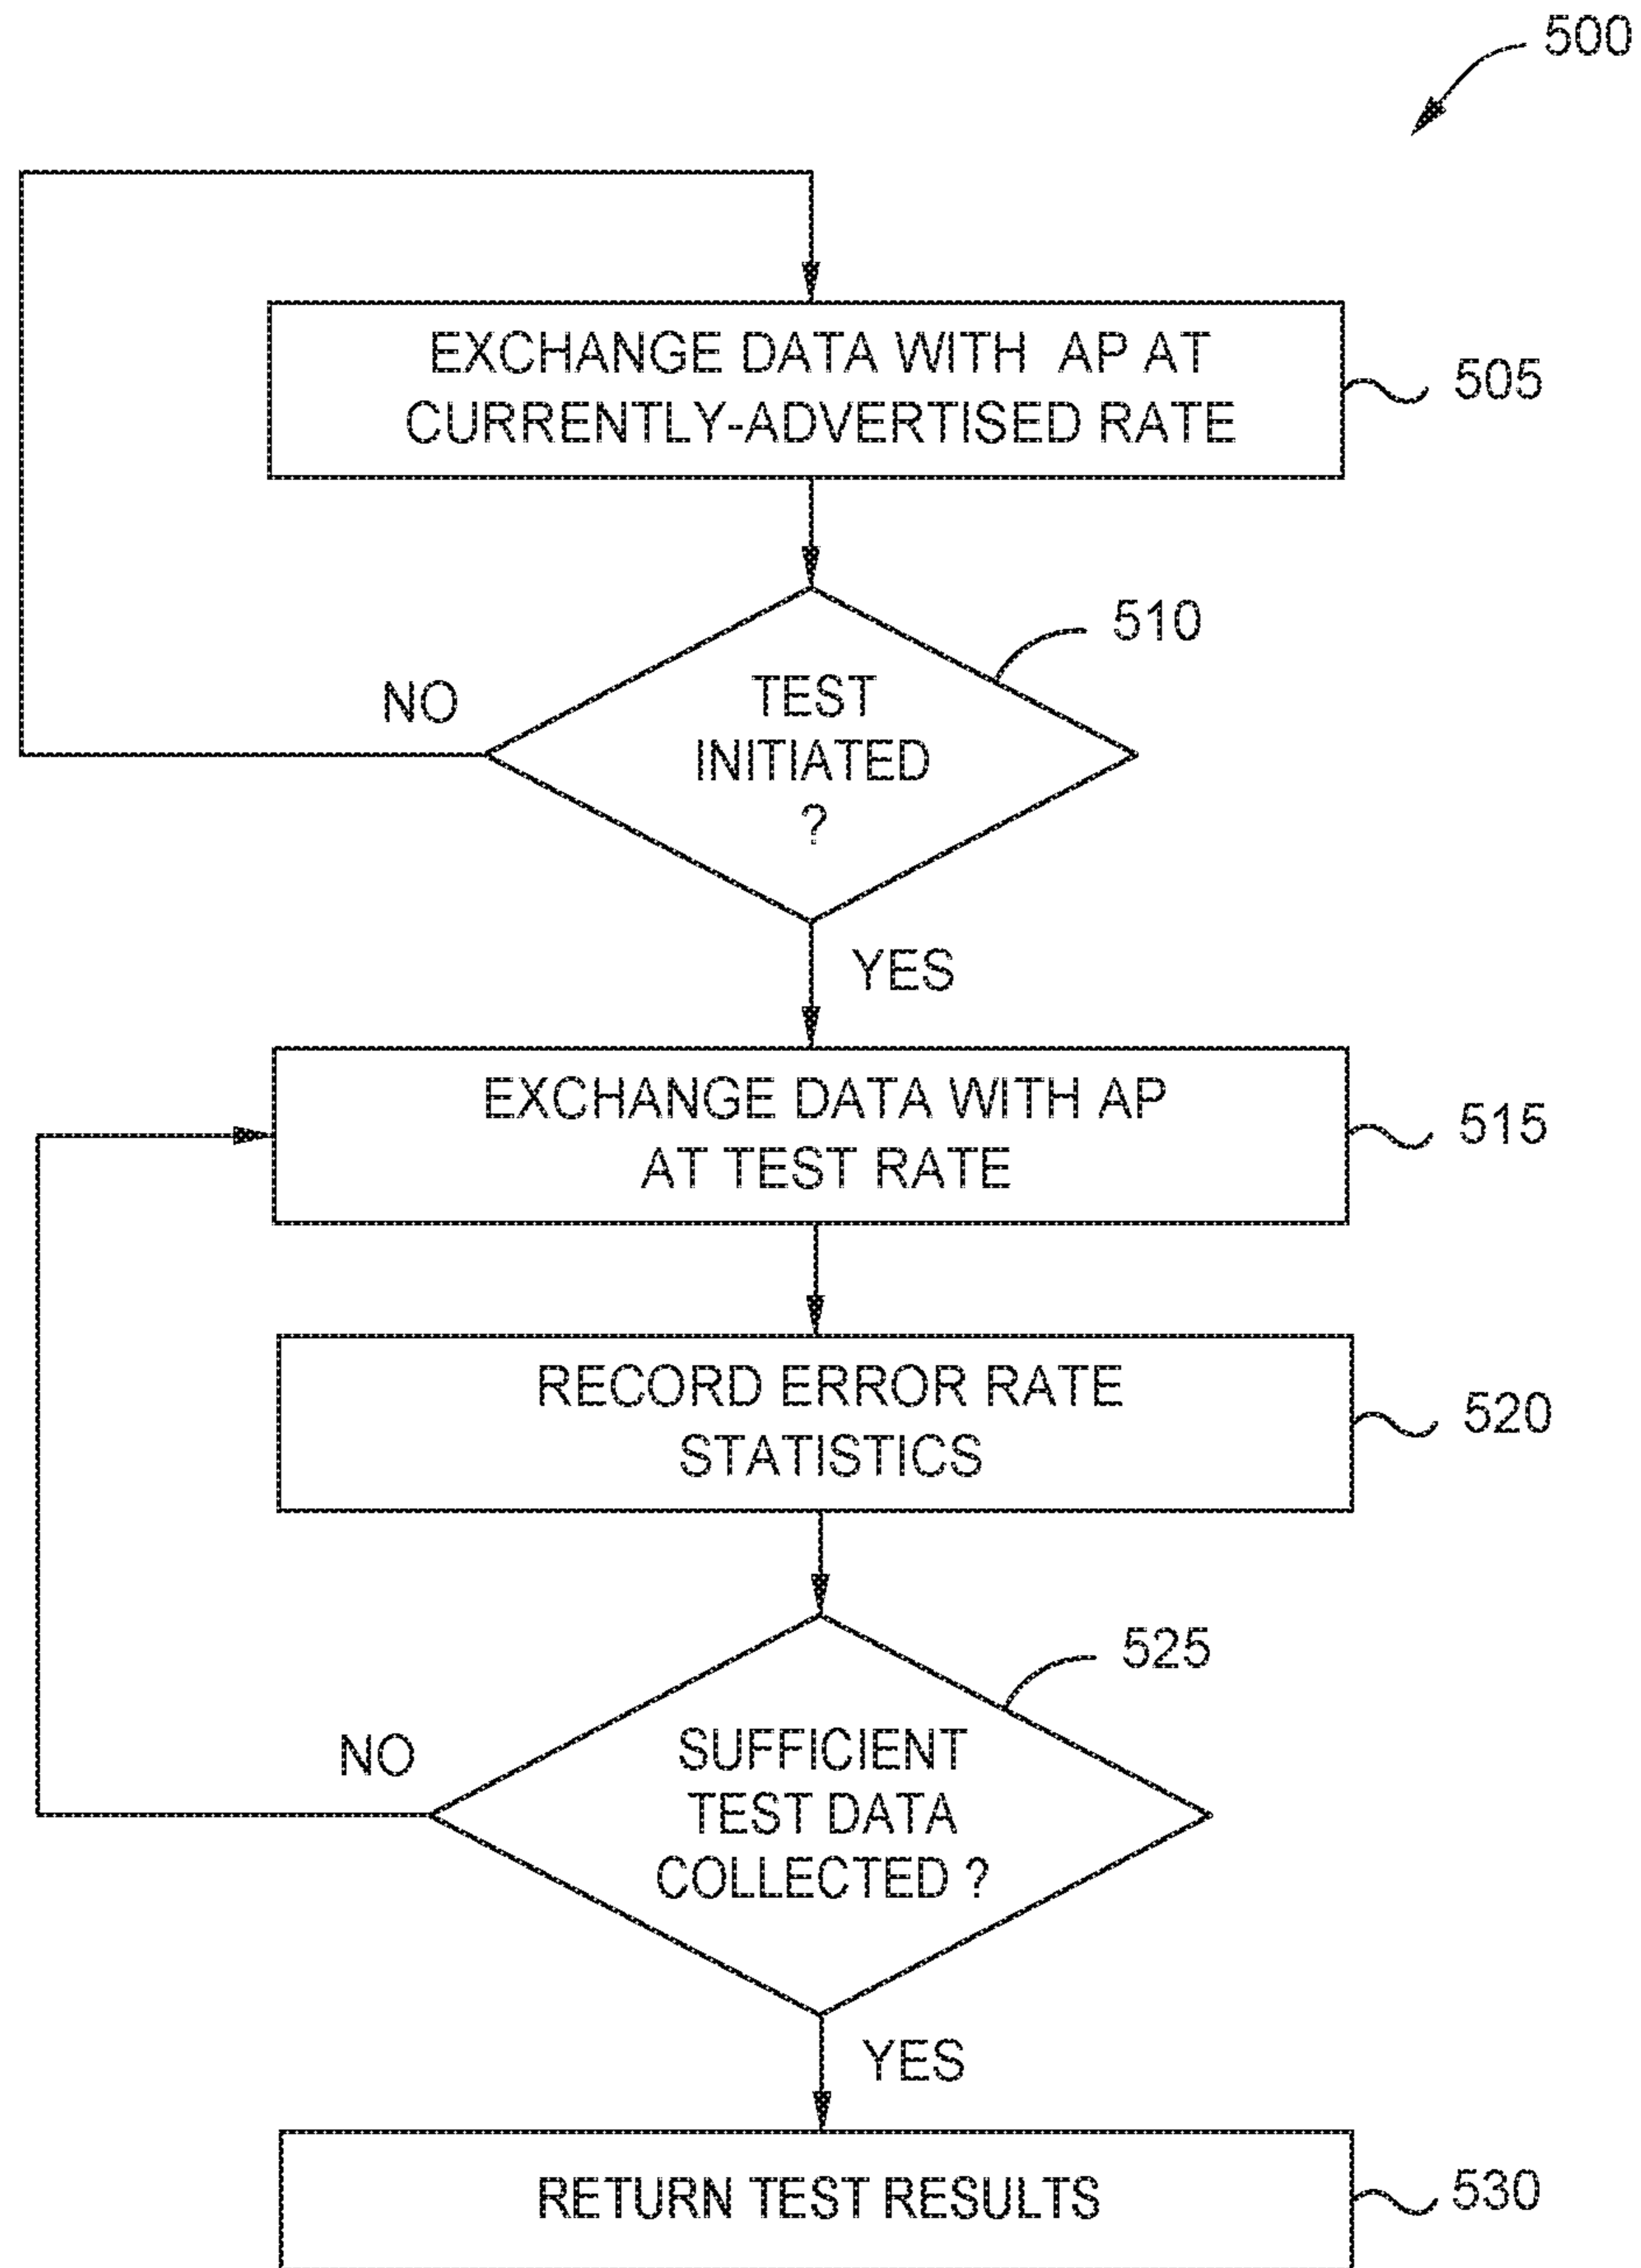 500
EXCHANGE DATA WITH AP AT
CURRENTLY-ADVERTISED RATE
505
510
TEST
INITIATED
?
NO
YES
EXCHANGE DATA WITH AP
AT TEST RATE
515
RECORD ERROR RATE
STATISTICS
520
525
SUFFICIENT
TEST DATA
COLLECTED ?
NO
YES
RETURN TEST RESULTS
530